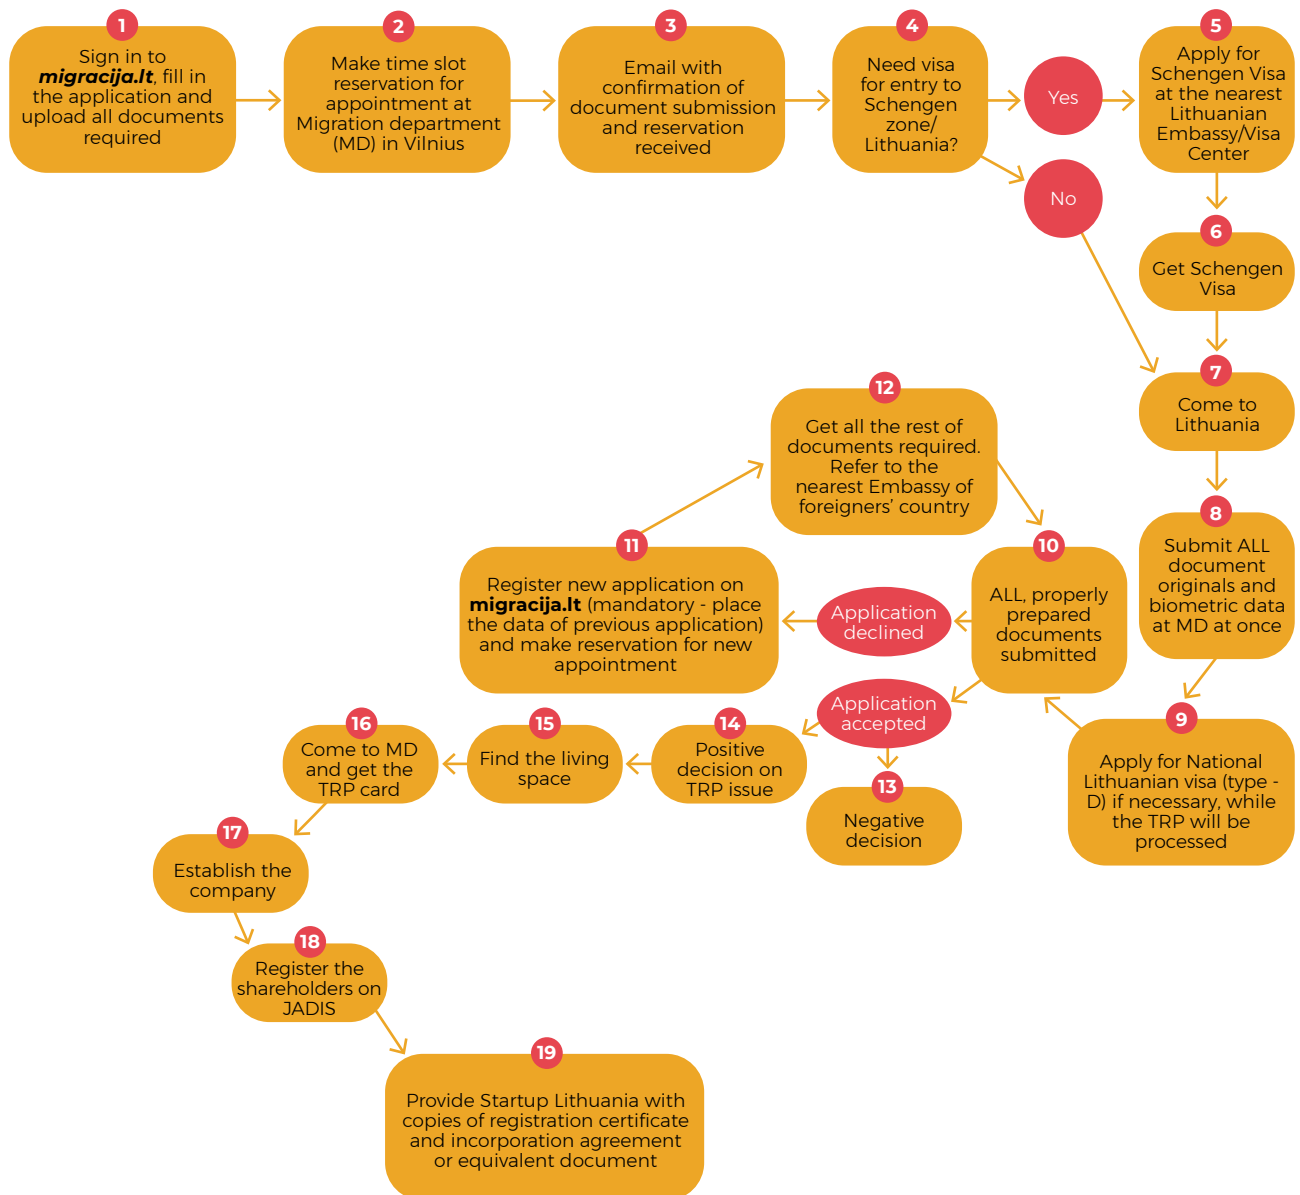 1
Sign in to
migracija.lt, fill in
the application and
upload all documents
required
2
Make time slot
reservation for
appointment at
Migration department
(MD) in Vilnius
3
Email with
confirmation of
document submission
and reservation
received
4
Need visa
for entry to
Schengen
zone/
Lithuania?
Yes
No
5
Apply for
Schengen Visa
at the nearest
Lithuanian
Embassy/Visa
Center
6
Get Schengen
Visa
7
Come to
Lithuania
8
Submit ALL
document
originals and
biometric data
at MD at once
9
Apply for National
Lithuanian visa (type -
D) if necessary, while
the TRP will be
processed
10
ALL, properly
prepared
documents
submitted
Application
declined
11
Register new application on
migracija.lt (mandatory - place
the data of previous application)
and make reservation for new
appointment
12
Get all the rest of
documents required.
Refer to the
nearest Embassy of
foreigners’ country
Application
accepted
13
Negative
decision
14
Positive
decision on
TRP issue
15
Find the living
space
16
Come to MD
and get the
TRP card
17
Establish the
company
18
Register the
shareholders on
JADIS
19
Provide Startup Lithuania with
copies of registration certificate
and incorporation agreement
or equivalent document